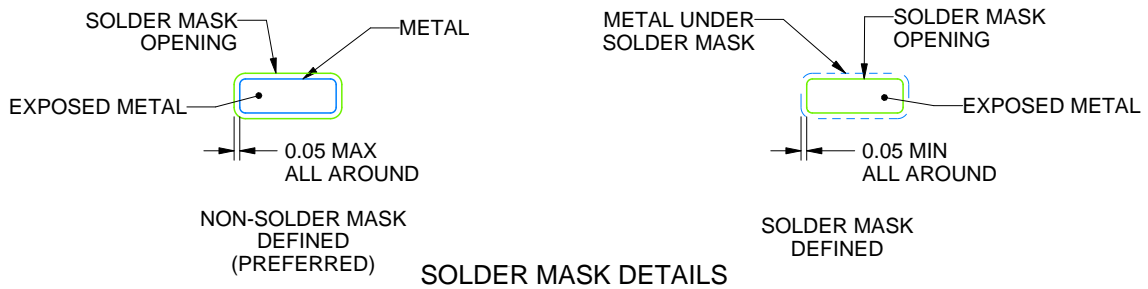 SOLDER MASK
OPENING
METAL
EXPOSED METAL
0.05 MAX
ALL AROUND
NON-SOLDER MASK
DEFINED
(PREFERRED)
METAL UNDER
SOLDER MASK
SOLDER MASK
OPENING
EXPOSED METAL
0.05 MIN
ALL AROUND
SOLDER MASK
DEFINED
SOLDER MASK DETAILS